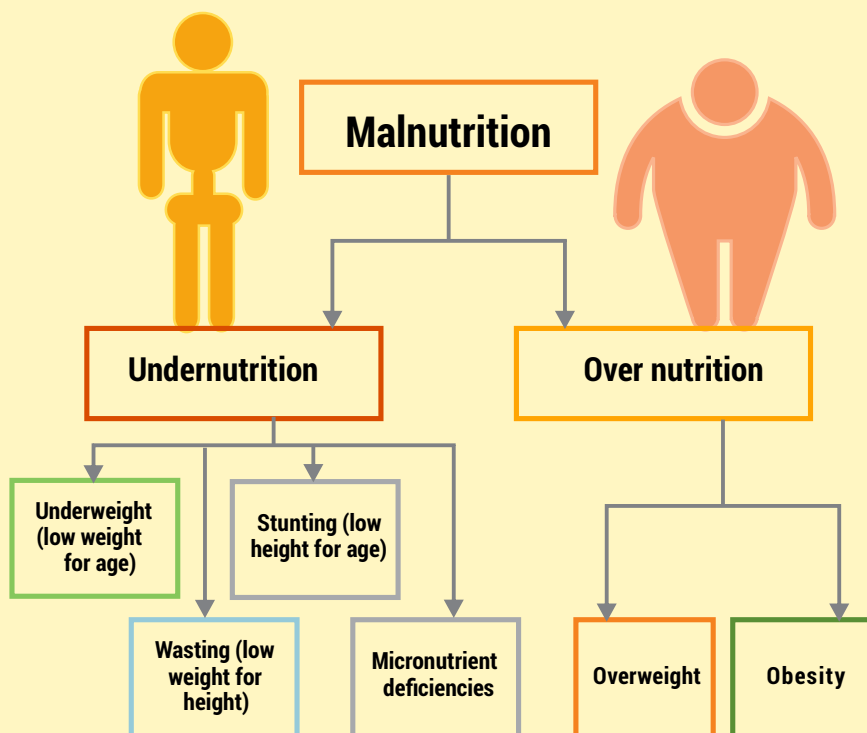 Malnutrition
Undernutrition
Over nutrition
Underweight
(low weight
for age)
Stunting (low
height for age)
Wasting (low
weight for
height)
Micronutrient
deficiencies
Overweight
Obesity